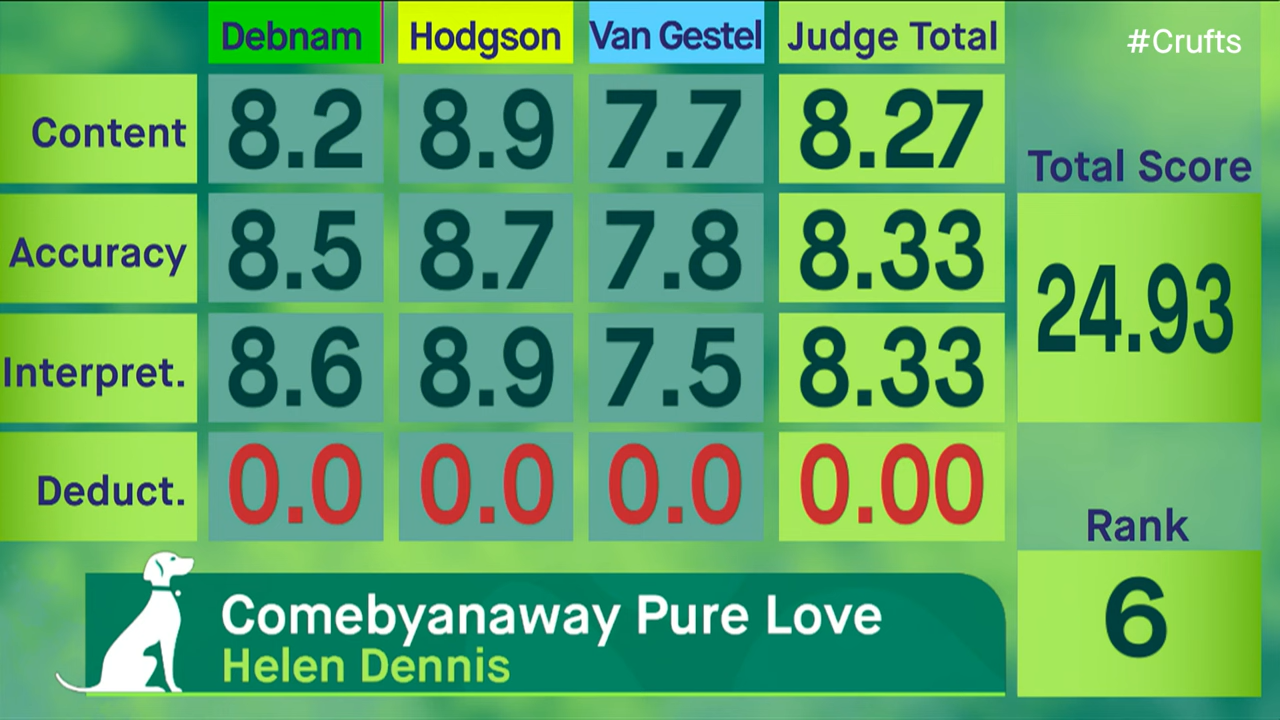 Debnam Hodgson Van Gestel Judge Total #Crufts
Content 8.2 8.9 7.7 8.27
Total Score
Accuracy 8.5 8.7 7.8 8.33
24.93
Interpret. 8.6 8.9 7.5 8.33
Deduct. 0.0 0.0 0.0 0.00
Rank
6
Comebyanaway Pure Love
Helen Dennis